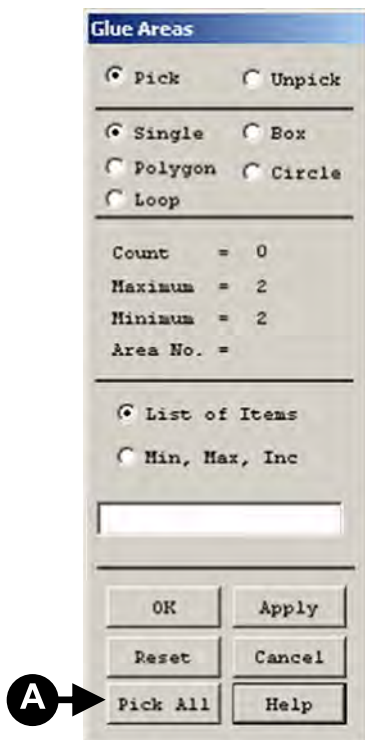 Glue Areas
Pick Unpick
Single Box
Polygon Circle
Loop
Count = 0
Maximum = 2
Minimum = 2
Area No. =
List of Items
Min, Max, Inc
OK Apply
Reset Cancel
A Pick All Help